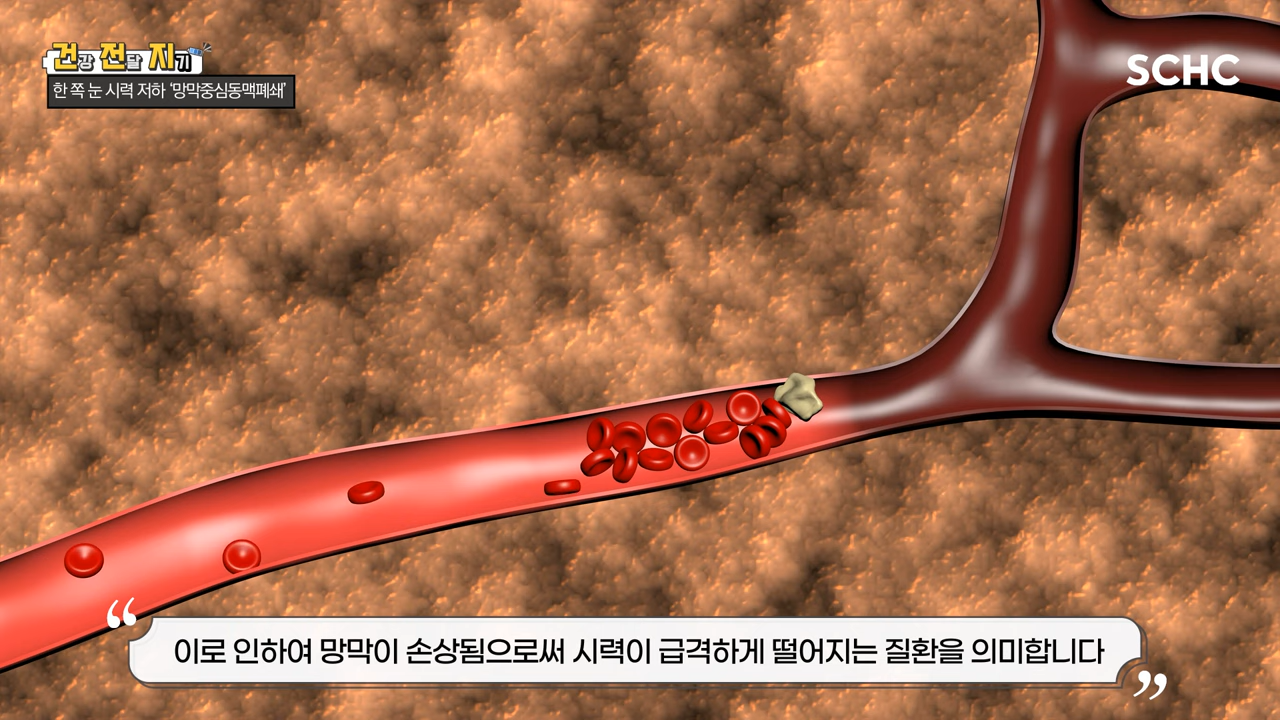 건강 전달 지기
한 쪽 눈 시력 저하 ‘망막중심동맥폐쇄’
SCHC
“이로 인하여 망막이 손상됨으로써 시력이 급격하게 떨어지는 질환을 의미합니다”